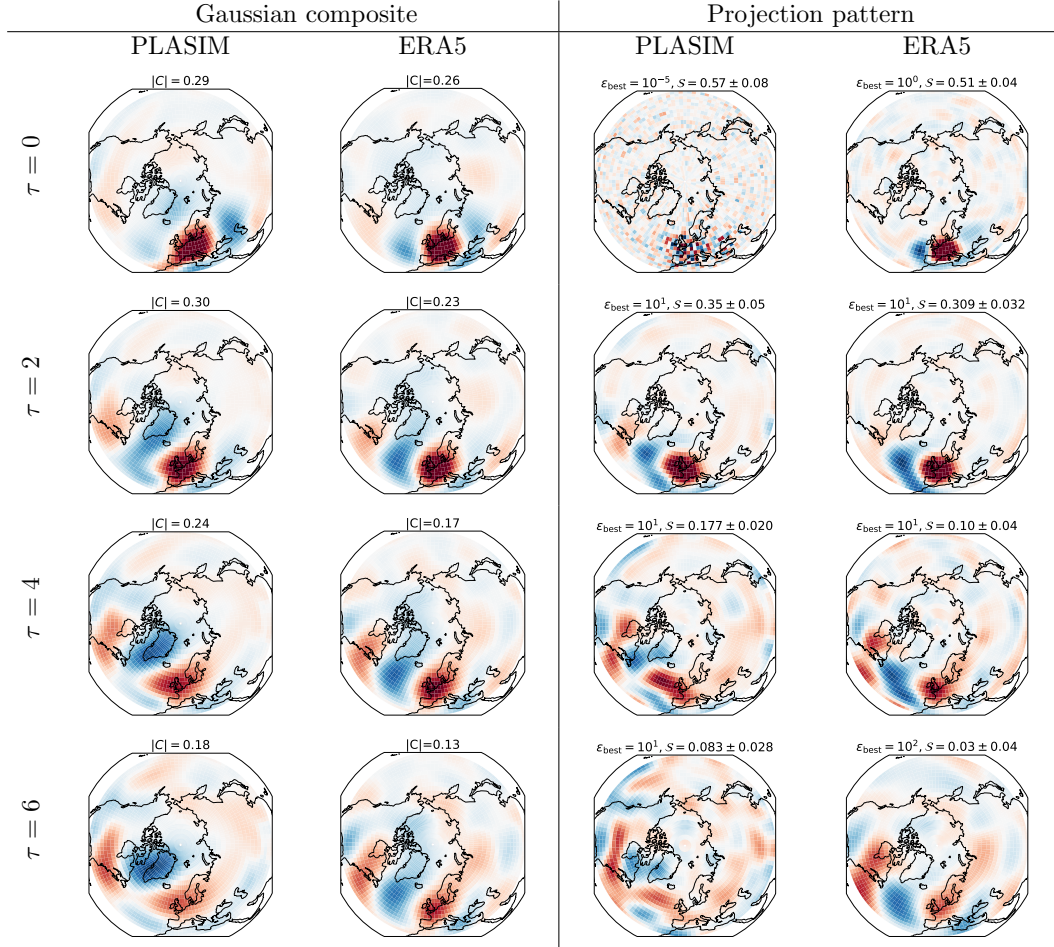 Gaussian composite Projection pattern
PLASIM ERA5 PLASIM ERA5
|C| = 0.29 |C|=0.26 ε_best = 10^−5, S = 0.57 ± 0.08 ε_best = 10^0, S = 0.51 ± 0.04
τ = 0
|C| = 0.30 |C|=0.23 ε_best = 10^1, S = 0.35 ± 0.05 ε_best = 10^1, S = 0.309 ± 0.032
τ = 2
|C| = 0.24 |C|=0.17 ε_best = 10^1, S = 0.177 ± 0.020 ε_best = 10^1, S = 0.10 ± 0.04
τ = 4
|C| = 0.18 |C|=0.13 ε_best = 10^1, S = 0.083 ± 0.028 ε_best = 10^2, S = 0.03 ± 0.04
τ = 6